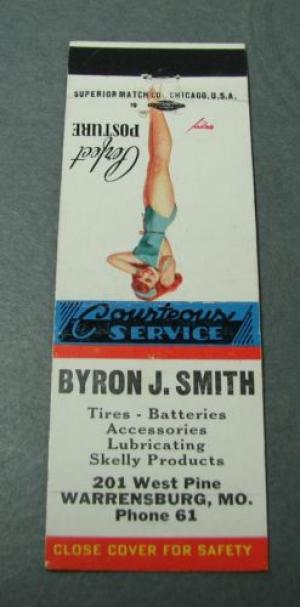 SUPERIOR MATCH CO., CHICAGO, U.S.A.
Perfect
POSTURE
Courteous
SERVICE
BYRON J. SMITH
Tires - Batteries
Accessories
Lubricating
Skelly Products
201 West Pine
WARRENSBURG, MO.
Phone 61
CLOSE COVER FOR SAFETY